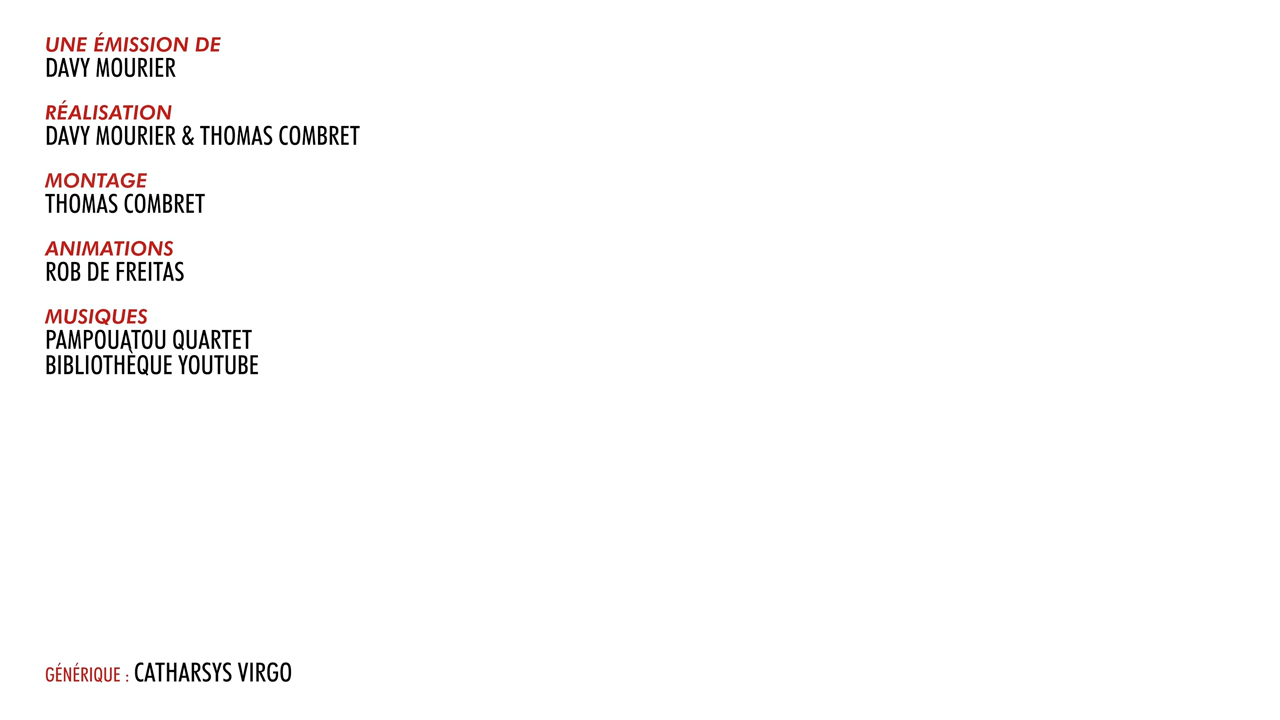 UNE ÉMISSION DE
DAVY MOURIER
RÉALISATION
DAVY MOURIER & THOMAS COMBRET
MONTAGE
THOMAS COMBRET
ANIMATIONS
ROB DE FREITAS
MUSIQUES
PAMPOUATOU QUARTET
BIBLIOTHÈQUE YOUTUBE
GÉNÉRIQUE : CATHARSYS VIRGO